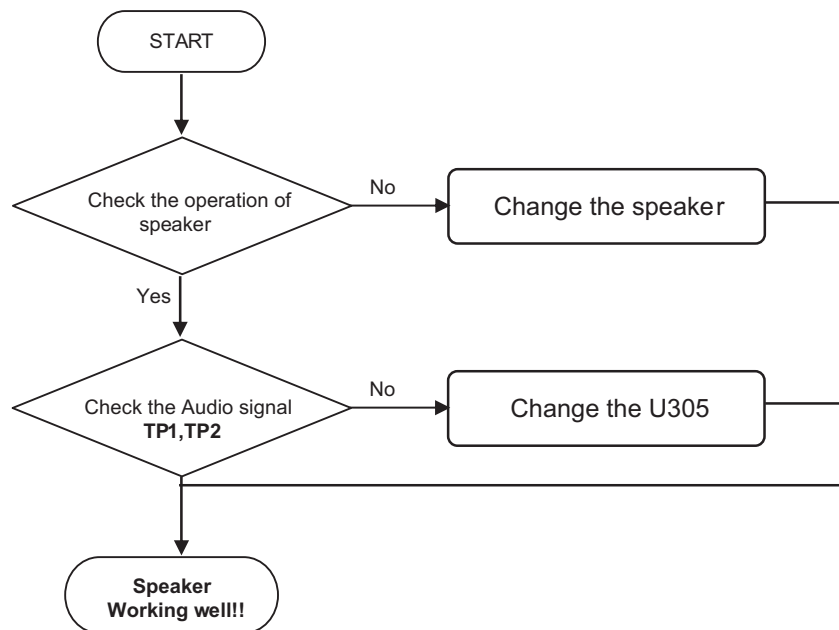 START
Check the operation of
speaker
No
Change the speaker
Yes
Check the Audio signal
TP1,TP2
No
Change the U305
Speaker
Working well!!